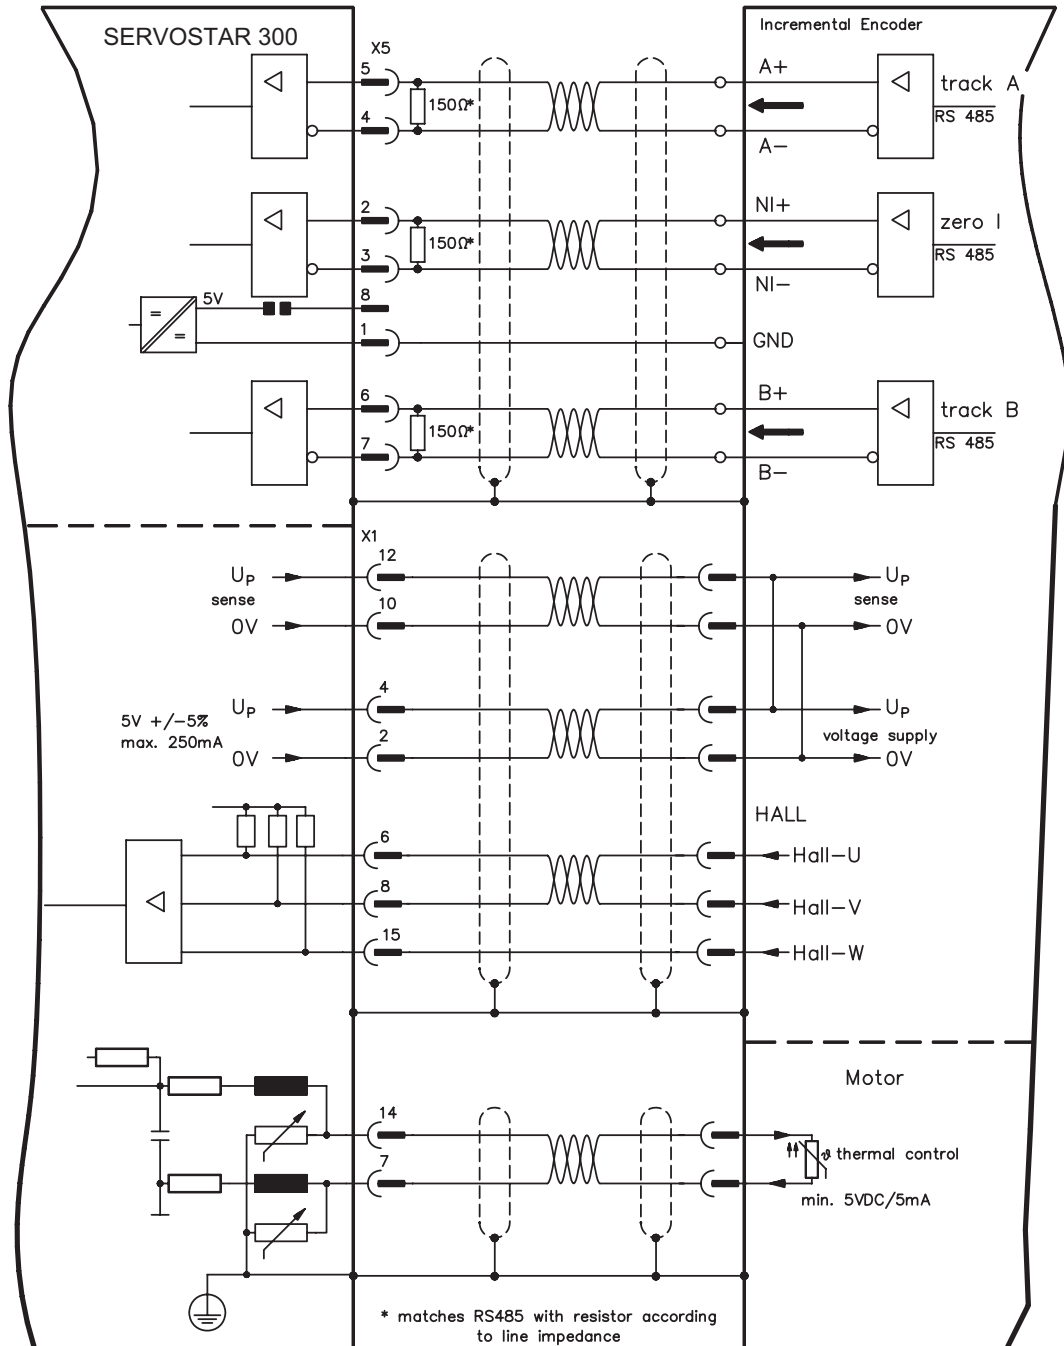 SERVOSTAR 300
Incremental Encoder
X5
5
A+
track A
150Ω*
RS 485
4
A−
2
NI+
zero I
150Ω*
RS 485
3
NI−
5V
8
=
=
1
GND
6
B+
track B
150Ω*
RS 485
7
B−
X1
12
UP
UP
sense
sense
10
0V
0V
4
UP
UP
5V +/−5%
max. 250mA
voltage supply
2
0V
0V
HALL
6
Hall−U
8
Hall−V
15
Hall−W
Motor
14
ϑ thermal control
7
min. 5VDC/5mA
* matches RS485 with resistor according
to line impedance